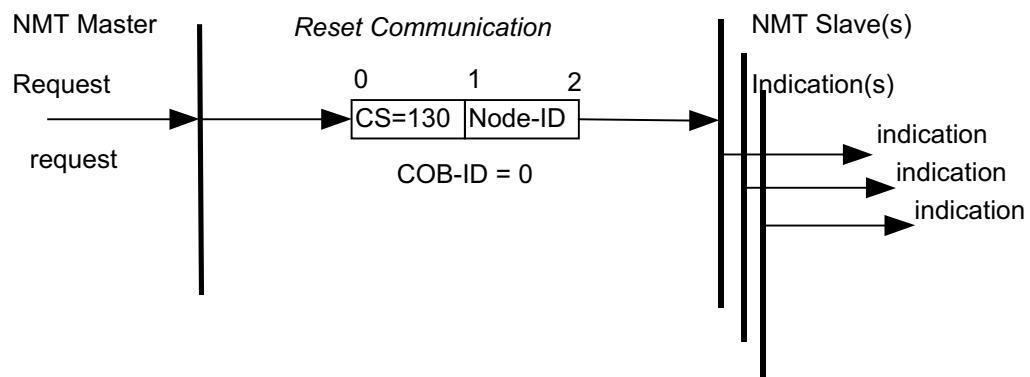 NMT Master
Reset Communication
NMT Slave(s)
Request
0 1 2
Indication(s)
CS=130 Node-ID
request
COB-ID = 0
indication
indication
indication